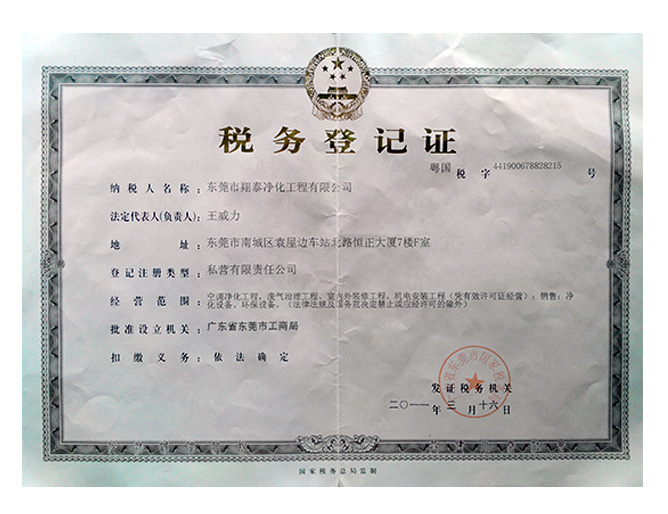 税务登记证
粤国 税 字 441900678828215 号
纳税人名称：东莞市翔泰净化工程有限公司
法定代表人(负责人)：王威力
地 址：东莞市南城区袁屋边车站北路恒正大厦7楼F室
登记注册类型：私营有限责任公司
经营范围：空调净化工程，废气治理工程、室内外装修工程，机电安装工程（凭有效许可证经营）；销售：净
化设备、环保设备。（法律法规及国务院决定禁止或应经许可的除外）
批准设立机关：广东省东莞市工商局
扣缴义务：依法确定
发证税务机关
二〇一一年三月十六日
国家税务总局监制